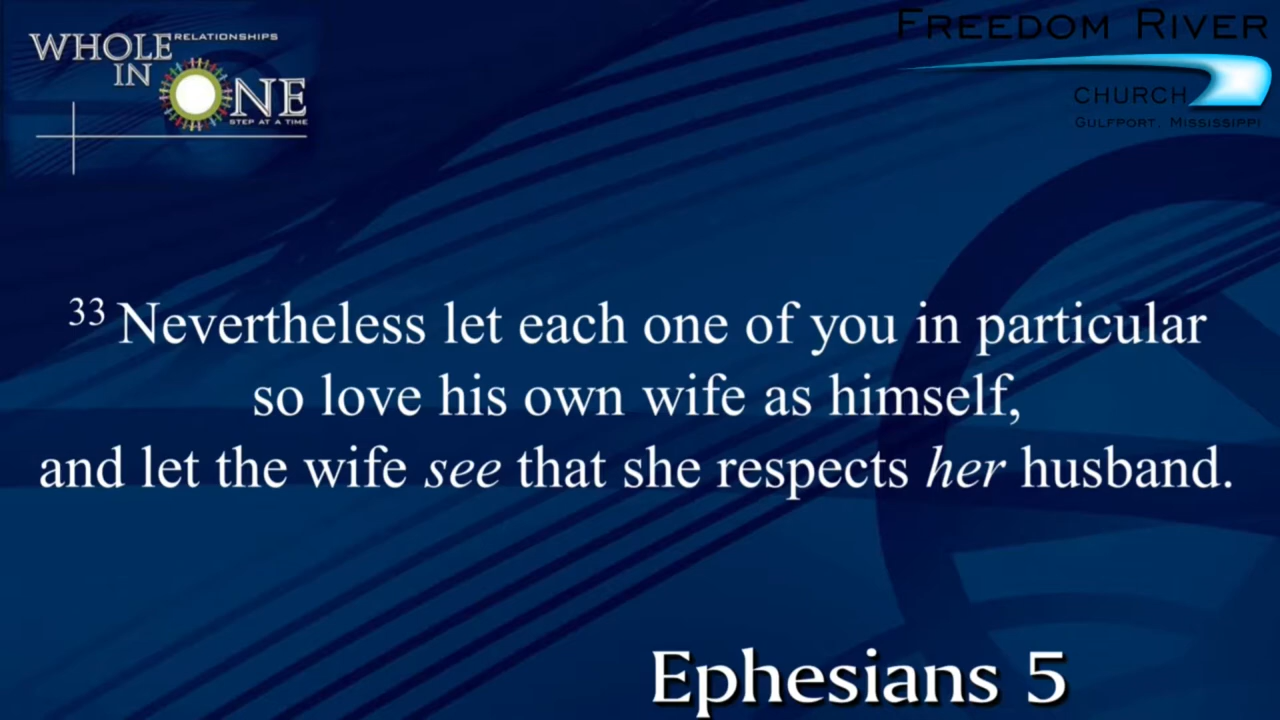 WHOLE RELATIONSHIPS
IN ONE
STEP AT A TIME
FREEDOM RIVER
CHURCH
GULFPORT, MISSISSIPPI
33 Nevertheless let each one of you in particular
so love his own wife as himself,
and let the wife see that she respects her husband.
Ephesians 5